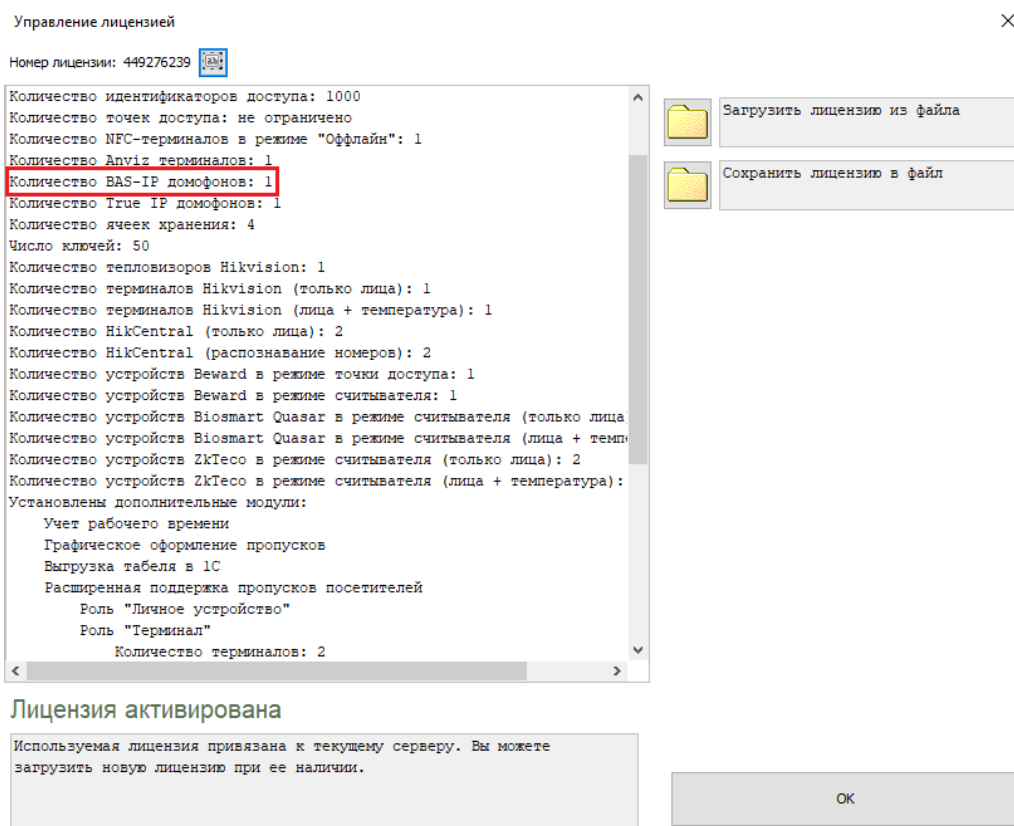 Управление лицензией
Номер лицензии: 449276239
Количество идентификаторов доступа: 1000
Количество точек доступа: не ограничено
Количество NFC-терминалов в режиме "Оффлайн": 1
Количество Anviz терминалов: 1
Количество BAS-IP домофонов: 1
Количество True IP домофонов: 1
Количество ячеек хранения: 4
Число ключей: 50
Количество тепловизоров Hikvision: 1
Количество терминалов Hikvision (только лица): 1
Количество терминалов Hikvision (лица + температура): 1
Количество HikCentral (только лица): 2
Количество HikCentral (распознавание номеров): 2
Количество устройств Beward в режиме точки доступа: 1
Количество устройств Beward в режиме считывателя: 1
Количество устройств Biosmart Quasar в режиме считывателя (только лица
Количество устройств Biosmart Quasar в режиме считывателя (лица + темп
Количество устройств ZkTeco в режиме считывателя (только лица): 2
Количество устройств ZkTeco в режиме считывателя (лица + температура):
Установлены дополнительные модули:
Учет рабочего времени
Графическое оформление пропусков
Выгрузка табеля в 1С
Расширенная поддержка пропусков посетителей
Роль "Личное устройство"
Роль "Терминал"
Количество терминалов: 2
Загрузить лицензию из файла
Сохранить лицензию в файл
Лицензия активирована
Используемая лицензия привязана к текущему серверу. Вы можете
загрузить новую лицензию при ее наличии.
OK